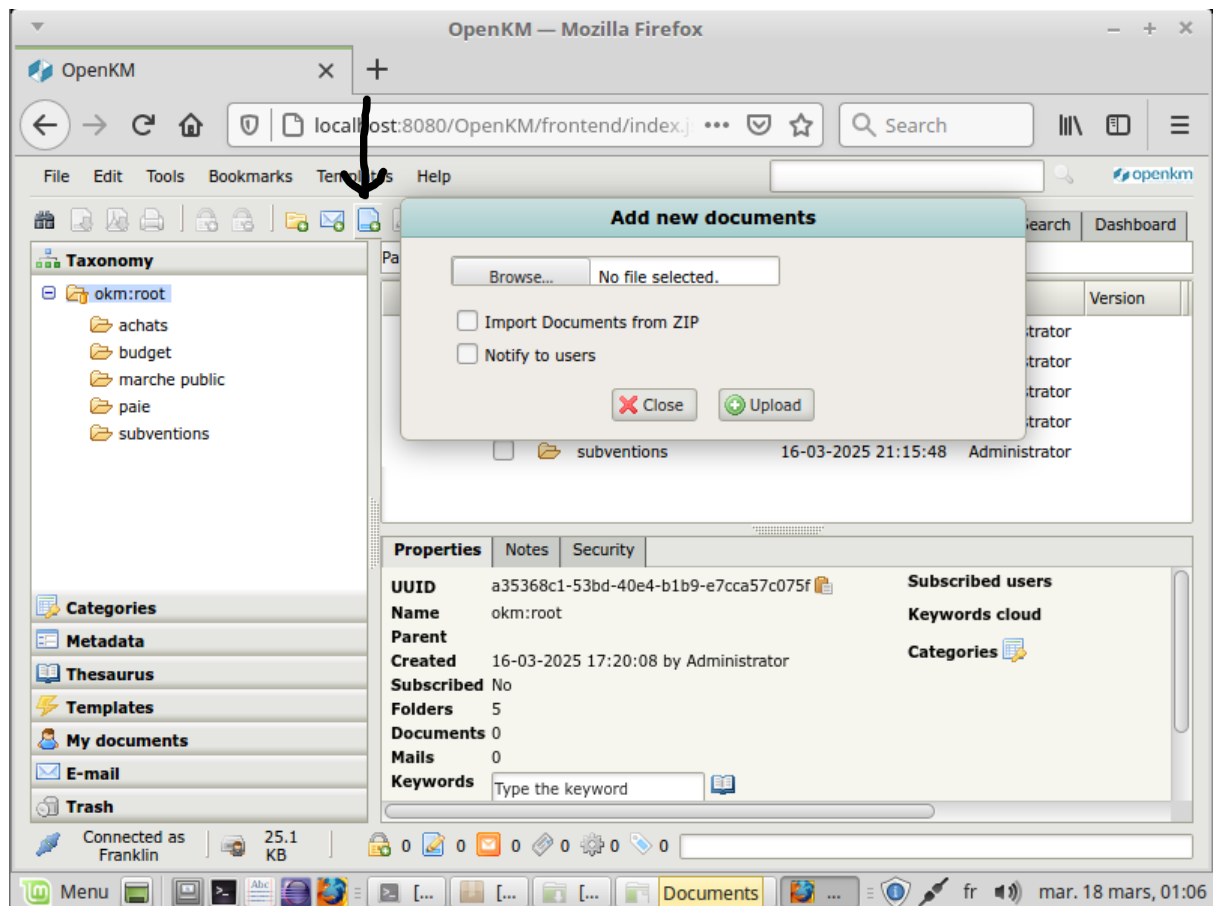 OpenKM — Mozilla Firefox
OpenKM
localhost:8080/OpenKM/frontend/index.j
Search
File Edit Tools Bookmarks Templates Help
openkm
Add new documents
Search Dashboard
Taxonomy
Browse... No file selected.
okm:root
Version
Import Documents from ZIP
achats
Notify to users
budget
marche public
paie
Close Upload
subventions
subventions 16-03-2025 21:15:48 Administrator
Properties Notes Security
UUID a35368c1-53bd-40e4-b1b9-e7cca57c075f
Subscribed users
Name okm:root
Keywords cloud
Parent
Categories
Created 16-03-2025 17:20:08 by Administrator
Subscribed No
Folders 5
Documents 0
Mails 0
Keywords Type the keyword
Categories
Metadata
Thesaurus
Templates
My documents
E-mail
Trash
Connected as Franklin
25.1 KB
0 0 0 0 0 0
Menu
[... [... [... Documents ... fr mar. 18 mars, 01:06